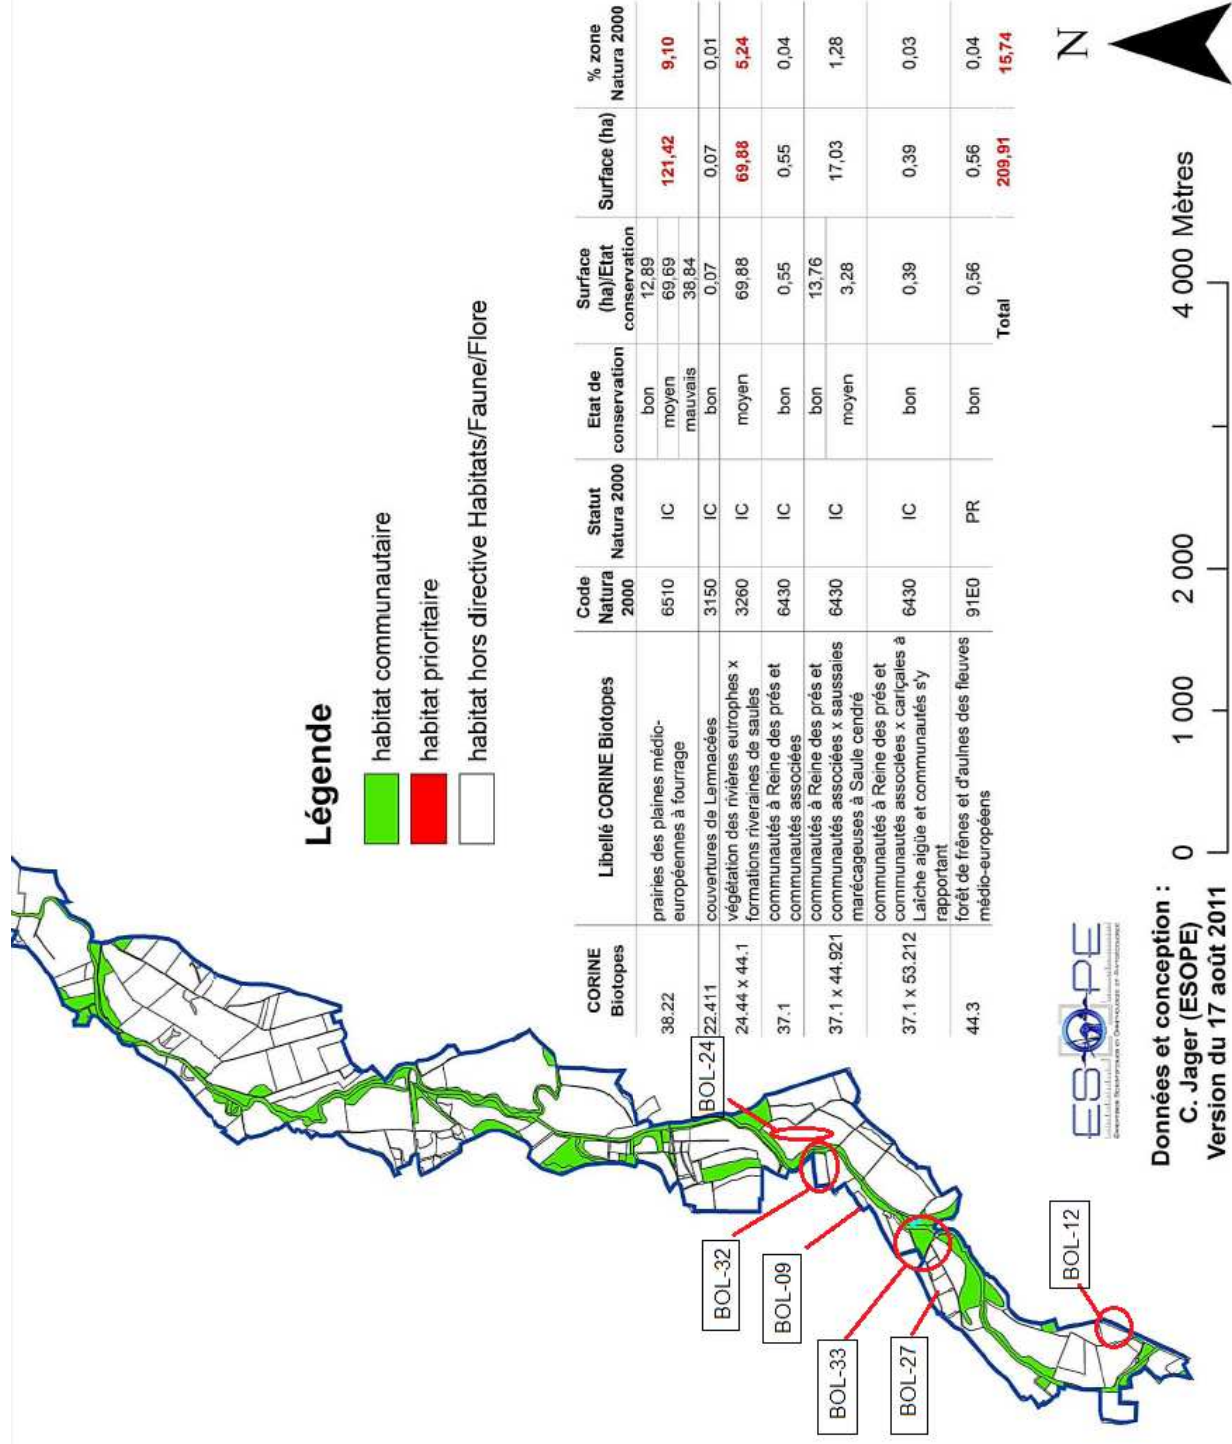 Légende
habitat communautaire
habitat prioritaire
habitat hors directive Habitats/Faune/Flore
CORINE Biotopes | Libellé CORINE Biotopes | Code Natura 2000 | Statut Natura 2000 | Etat de conservation | Surface (ha)/Etat conservation | Surface (ha) | % zone Natura 2000
38.22 | prairies des plaines médio-européennes à fourrage | 6510 | IC | bon | 12,89 | 121,42 | 9,10
moyen | 69,69
mauvais | 38,84
22.411 | couvertures de Lemnacées | 3150 | IC | bon | 0,07 | 0,07 | 0,01
24.44 x 44.1 | végétation des rivières eutrophes x formations riveraines de saules | 3260 | IC | moyen | 69,88 | 69,88 | 5,24
37.1 | communautés à Reine des prés et communautés associées | 6430 | IC | bon | 0,55 | 0,55 | 0,04
37.1 x 44.921 | communautés à Reine des prés et communautés associées x saussaies marécageuses à Saule cendré | 6430 | IC | bon | 13,76 | 17,03 | 1,28
moyen | 3,28
37.1 x 53.212 | communautés à Reine des prés et communautés associées x cariçales à Laîche aigüe et communautés s'y rapportant | 6430 | IC | bon | 0,39 | 0,39 | 0,03
44.3 | forêt de frênes et d'aulnes des fleuves médio-européens | 91E0 | PR | bon | 0,56 | 0,56 | 0,04
Total | 209,91 | 15,74
BOL-24
BOL-32
BOL-09
BOL-33
BOL-27
BOL-12
ESOPE
Données et conception :
C. Jager (ESOPE)
Version du 17 août 2011
0 1 000 2 000 4 000 Mètres
N